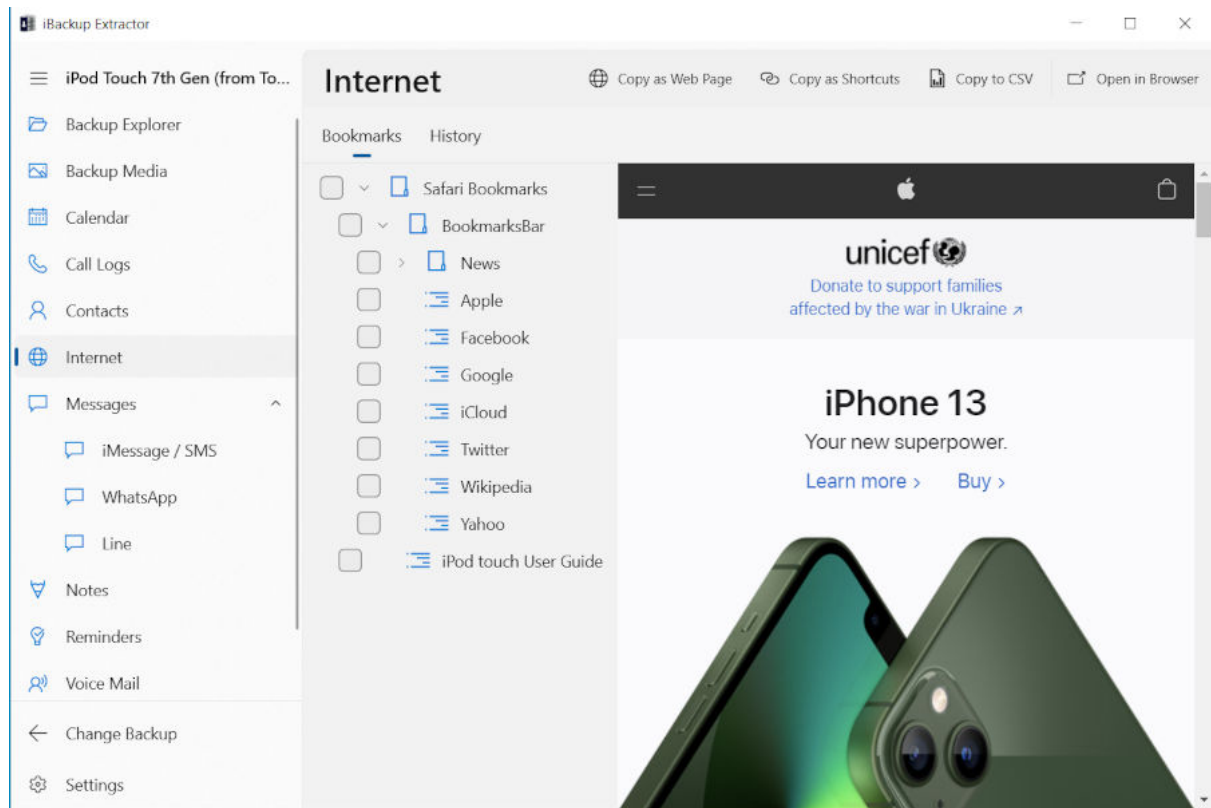 iBackup Extractor
iPod Touch 7th Gen (from To...
Backup Explorer
Backup Media
Calendar
Call Logs
Contacts
Internet
Messages
iMessage / SMS
WhatsApp
Line
Notes
Reminders
Voice Mail
Change Backup
Settings
Internet
Copy as Web Page
Copy as Shortcuts
Copy to CSV
Open in Browser
Bookmarks History
Safari Bookmarks
BookmarksBar
News
Apple
Facebook
Google
iCloud
Twitter
Wikipedia
Yahoo
iPod touch User Guide
unicef
Donate to support families
affected by the war in Ukraine ↗
iPhone 13
Your new superpower.
Learn more > Buy >